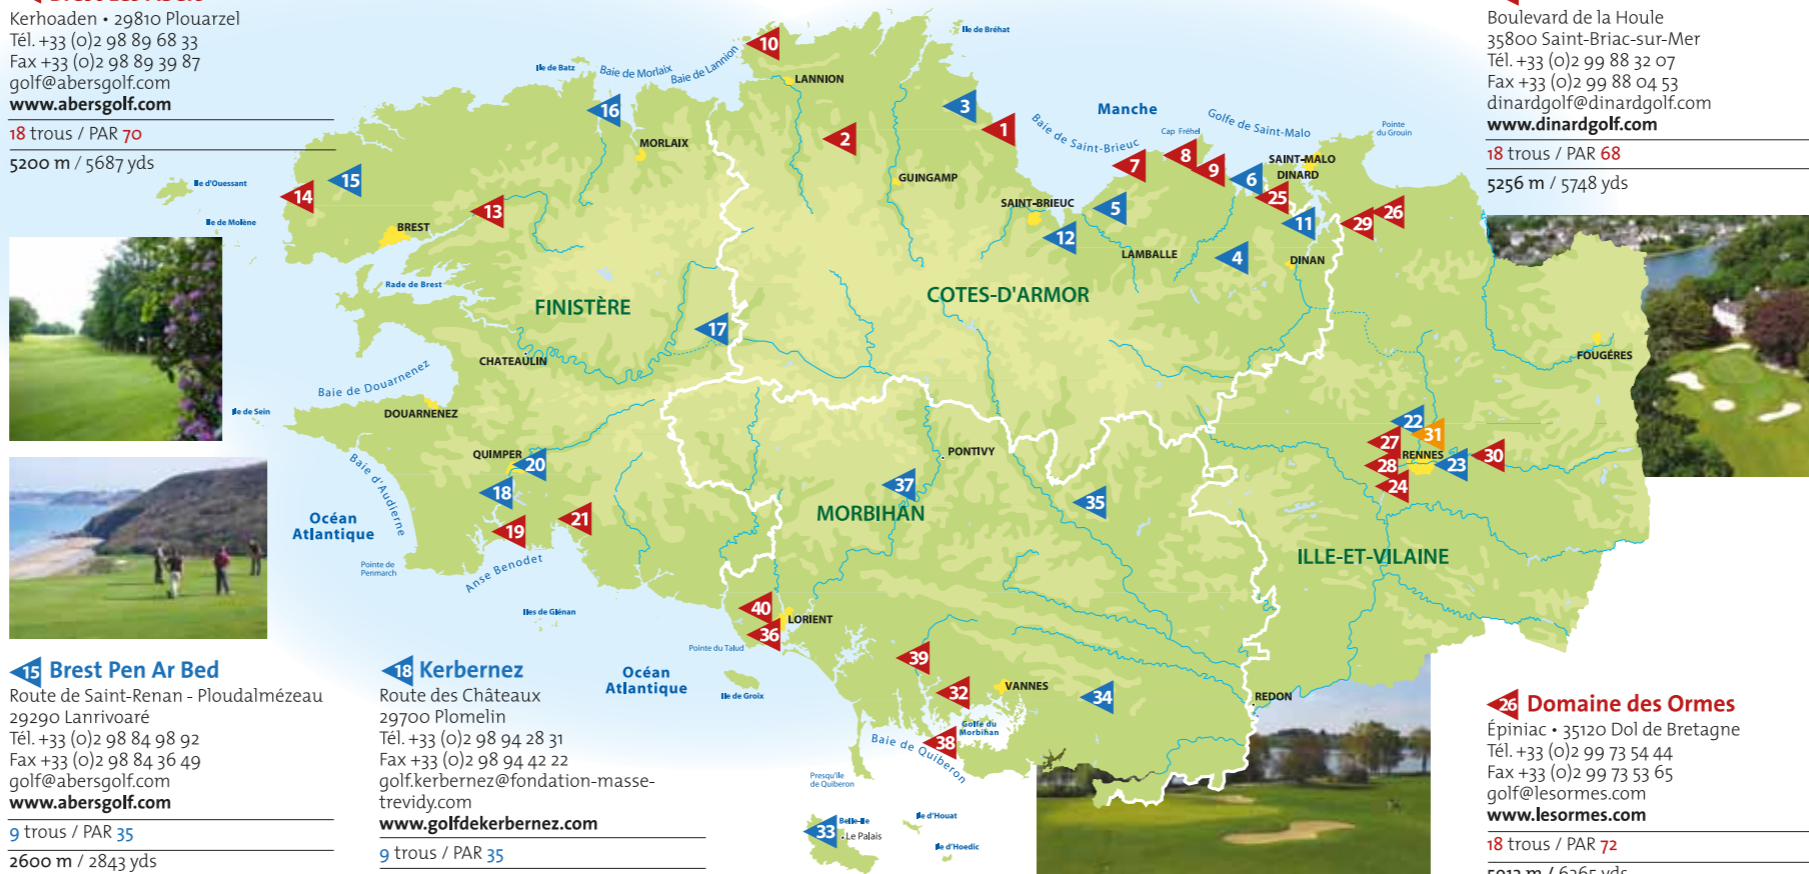 Kerhoaden • 29810 Plouarzel
Tél. +33 (0)2 98 89 68 33
Fax +33 (0)2 98 89 39 87
golf@abersgolf.com
www.abersgolf.com
18 trous / PAR 70
5200 m / 5687 yds
Boulevard de la Houle
35800 Saint-Briac-sur-Mer
Tél. +33 (0)2 99 88 32 07
Fax +33 (0)2 99 88 04 53
dinardgolf@dinardgolf.com
www.dinardgolf.com
18 trous / PAR 68
5256 m / 5748 yds
Ile de Bréhat
10
Ile de Batz
Baie de Morlaix
Baie de Lannion
LANNION
16
3
Manche
Golfe de Saint-Malo
Pointe
du Grouin
1
Baie de Saint-Brieuc
Cap Fréhel
MORLAIX
2
8
7
9
SAINT-MALO
DINARD
GUINGAMP
6
15
Ile d'Ouessant
14
25
Ile de Molène
13
SAINT-BRIEUC
5
11
29
26
BREST
12
LAMBALLE
4
DINAN
Rade de Brest
FINISTÈRE
COTES-D'ARMOR
17
CHATEAULIN
FOUGÈRES
Baie de Douarnenez
DOUARNENEZ
Ile de Sein
22
31
27
RENNES
30
28
23
24
QUIMPER
20
PONTIVY
18
37
35
Baie d'Audierne
Océan
Atlantique
19
21
MORBIHAN
ILLE-ET-VILAINE
Pointe de
Penmarch
Anse Benodet
Iles de Glénan
40
LORIENT
36
Pointe du Talud
39
Océan
Atlantique
Ile de Groix
32
VANNES
34
REDON
Golfe du
Morbihan
38
Baie de Quiberon
Presqu'île
de Quiberon
33
Belle-Ile
Le Palais
Ile d'Houat
Ile d'Hoedic
15 Brest Pen Ar Bed
Route de Saint-Renan - Ploudalmézeau
29290 Lanrivoaré
Tél. +33 (0)2 98 84 98 92
Fax +33 (0)2 98 84 36 49
golf@abersgolf.com
www.abersgolf.com
9 trous / PAR 35
2600 m / 2843 yds
18 Kerbernez
Route des Châteaux
29700 Plomelin
Tél. +33 (0)2 98 94 28 31
Fax +33 (0)2 98 94 42 22
golf.kerbernez@fondation-masse-
trevidy.com
www.golfdekerbernez.com
9 trous / PAR 35
26 Domaine des Ormes
Épiniac • 35120 Dol de Bretagne
Tél. +33 (0)2 99 73 54 44
Fax +33 (0)2 99 73 53 65
golf@lesormes.com
www.lesormes.com
18 trous / PAR 72